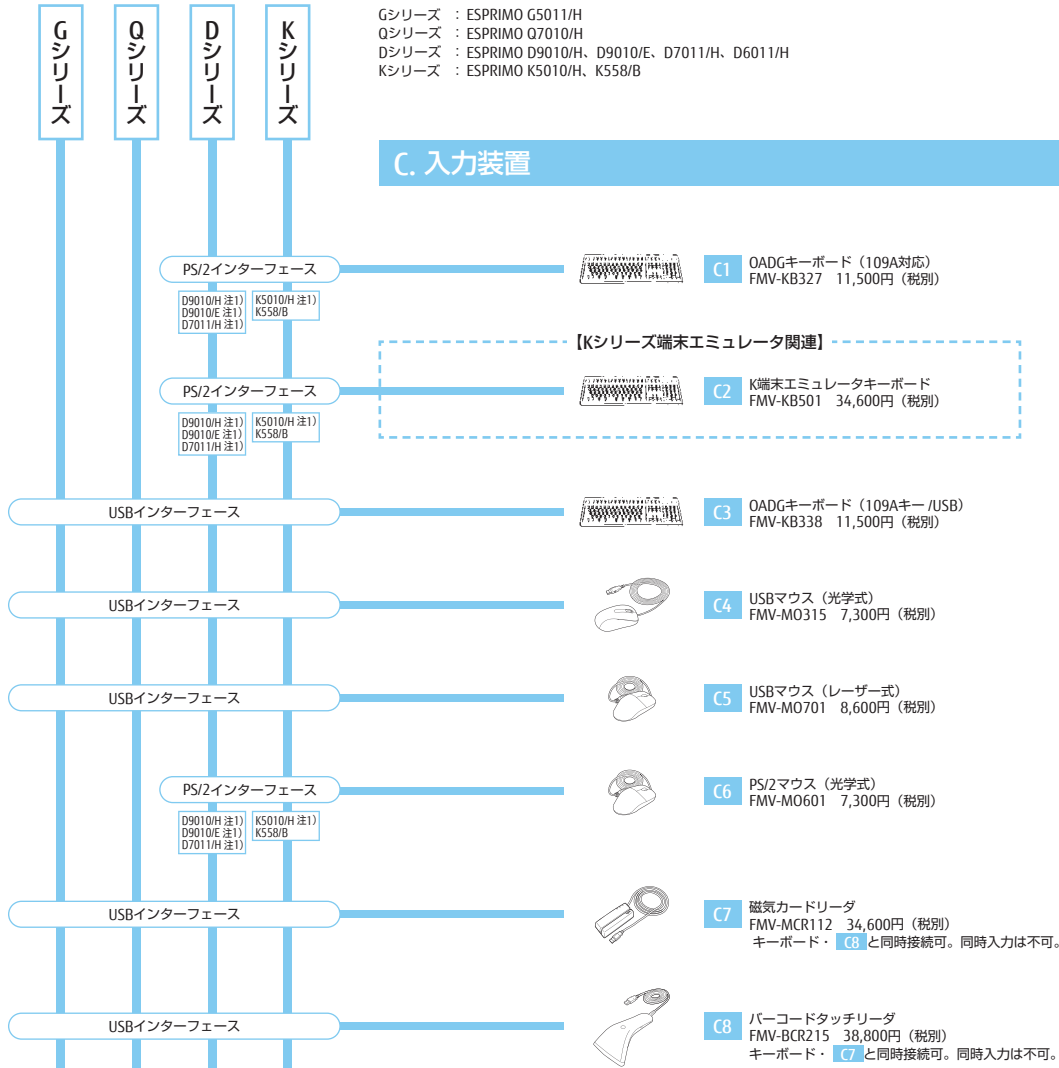 Gシリーズ
Qシリーズ
Dシリーズ
Kシリーズ
Gシリーズ ：ESPRIMO G5011/H
Qシリーズ ：ESPRIMO Q7010/H
Dシリーズ ：ESPRIMO D9010/H、D9010/E、D7011/H、D6011/H
Kシリーズ ：ESPRIMO K5010/H、K558/B
C. 入力装置
PS/2インターフェース
D9010/H 注1)
D9010/E 注1)
D7011/H 注1)
K5010/H 注1)
K558/B
C1
OADGキーボード（109A対応）
FMV-KB327 11,500円（税別）
【Kシリーズ端末エミュレータ関連】
PS/2インターフェース
D9010/H 注1)
D9010/E 注1)
D7011/H 注1)
K5010/H 注1)
K558/B
C2
K端末エミュレータキーボード
FMV-KB501 34,600円（税別）
USBインターフェース
C3
OADGキーボード（109Aキー/USB）
FMV-KB338 11,500円（税別）
USBインターフェース
C4
USBマウス（光学式）
FMV-MO315 7,300円（税別）
USBインターフェース
C5
USBマウス（レーザー式）
FMV-MO701 8,600円（税別）
PS/2インターフェース
D9010/H 注1)
D9010/E 注1)
D7011/H 注1)
K5010/H 注1)
K558/B
C6
PS/2マウス（光学式）
FMV-MO601 7,300円（税別）
USBインターフェース
C7
磁気カードリーダ
FMV-MCR112 34,600円（税別）
キーボード・ C8 と同時接続可。同時入力は不可。
USBインターフェース
C8
バーコードタッチリーダ
FMV-BCR215 38,800円（税別）
キーボード・ C7 と同時接続可。同時入力は不可。